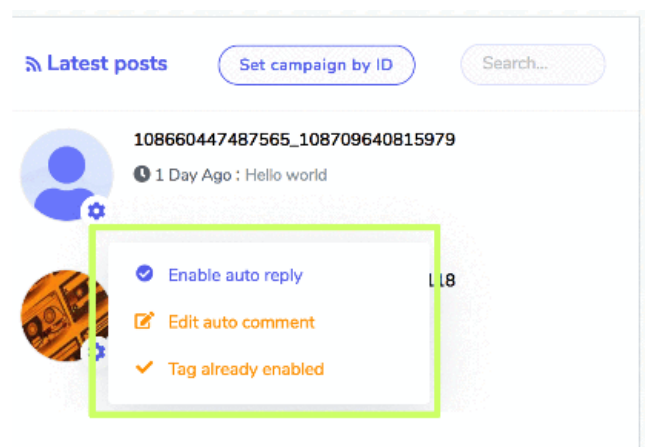 Latest posts
Set campaign by ID
Search...
108660447487565_108709640815979
1 Day Ago : Hello world
Enable auto reply
Edit auto comment
Tag already enabled